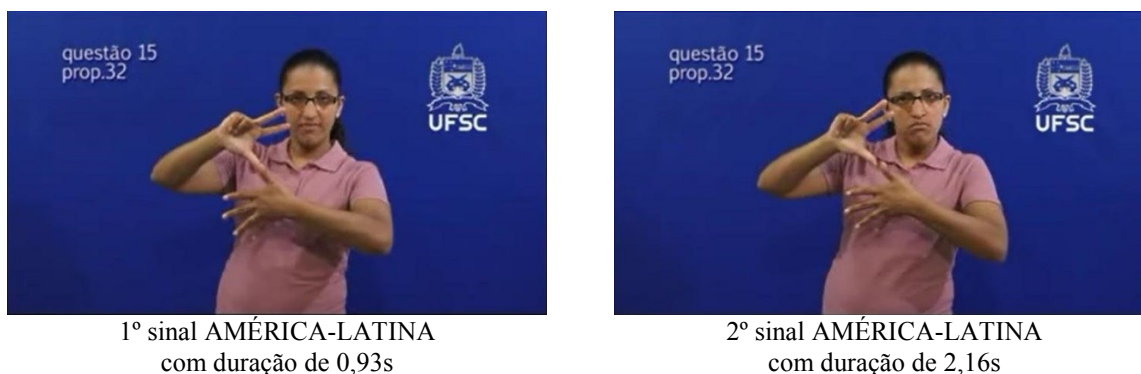 questão 15
prop.32
UFSC
questão 15
prop.32
UFSC
1º sinal AMÉRICA-LATINA
com duração de 0,93s
2º sinal AMÉRICA-LATINA
com duração de 2,16s